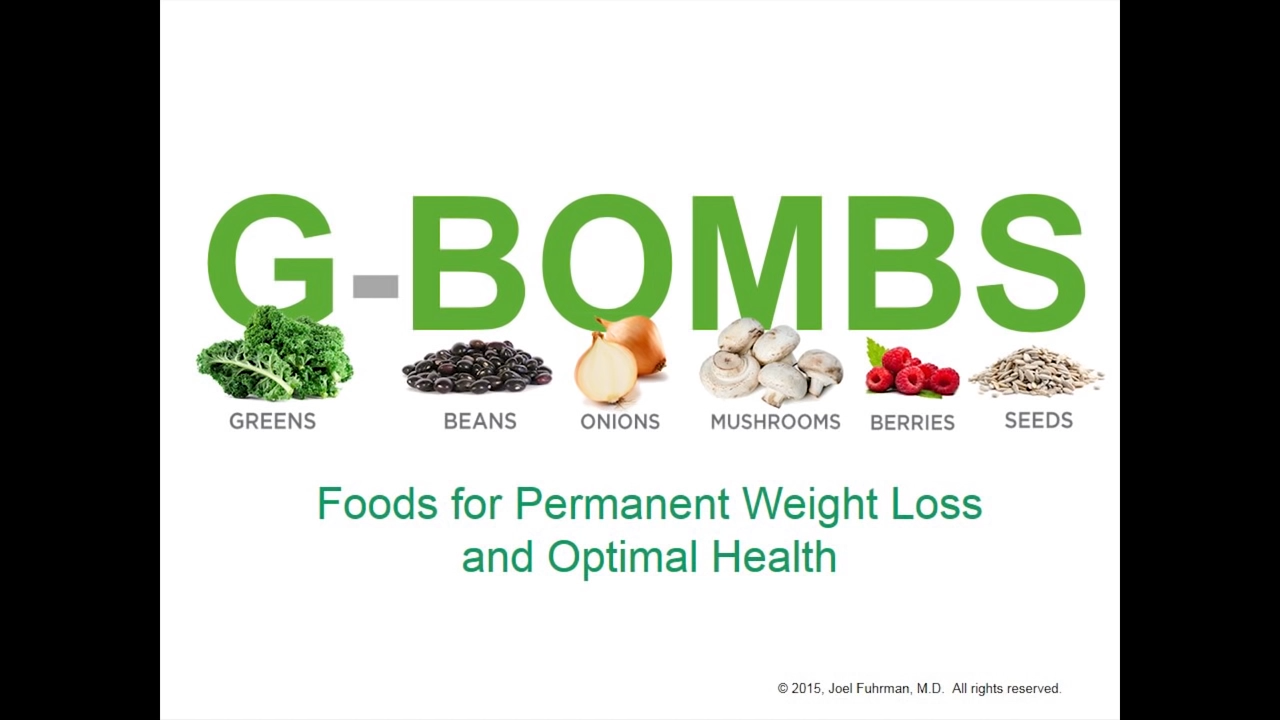 G-BOMBS
GREENS BEANS ONIONS MUSHROOMS BERRIES SEEDS
Foods for Permanent Weight Loss
and Optimal Health
© 2015, Joel Fuhrman, M.D. All rights reserved.